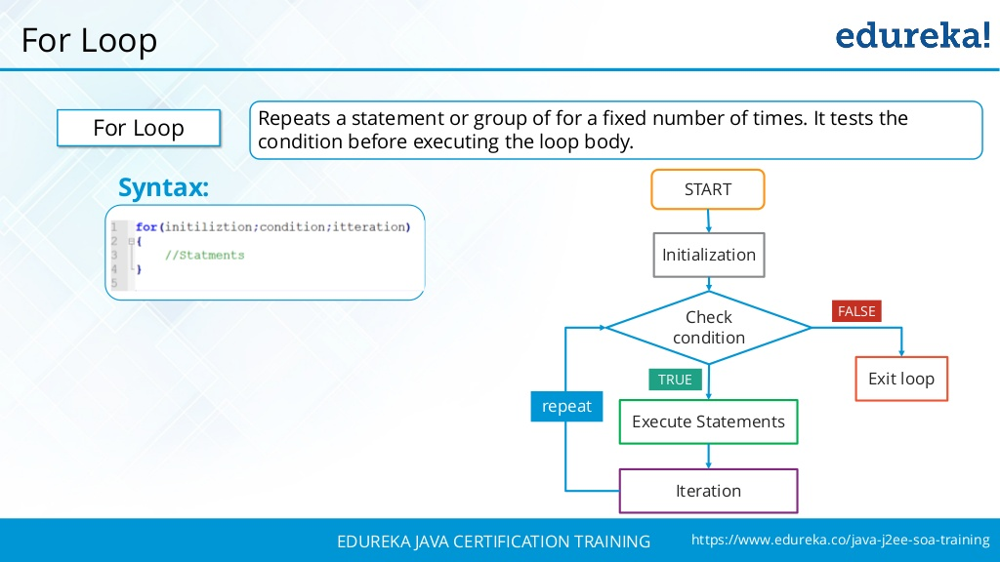 For Loop
edureka!
For Loop
Repeats a statement or group of for a fixed number of times. It tests the
condition before executing the loop body.
Syntax:
1 for(initiliztion;condition;itteration)
2 {
3 //Statments
4 }
5
START
Initialization
Check
condition
FALSE
Exit loop
TRUE
repeat
Execute Statements
Iteration
EDUREKA JAVA CERTIFICATION TRAINING
https://www.edureka.co/java-j2ee-soa-training